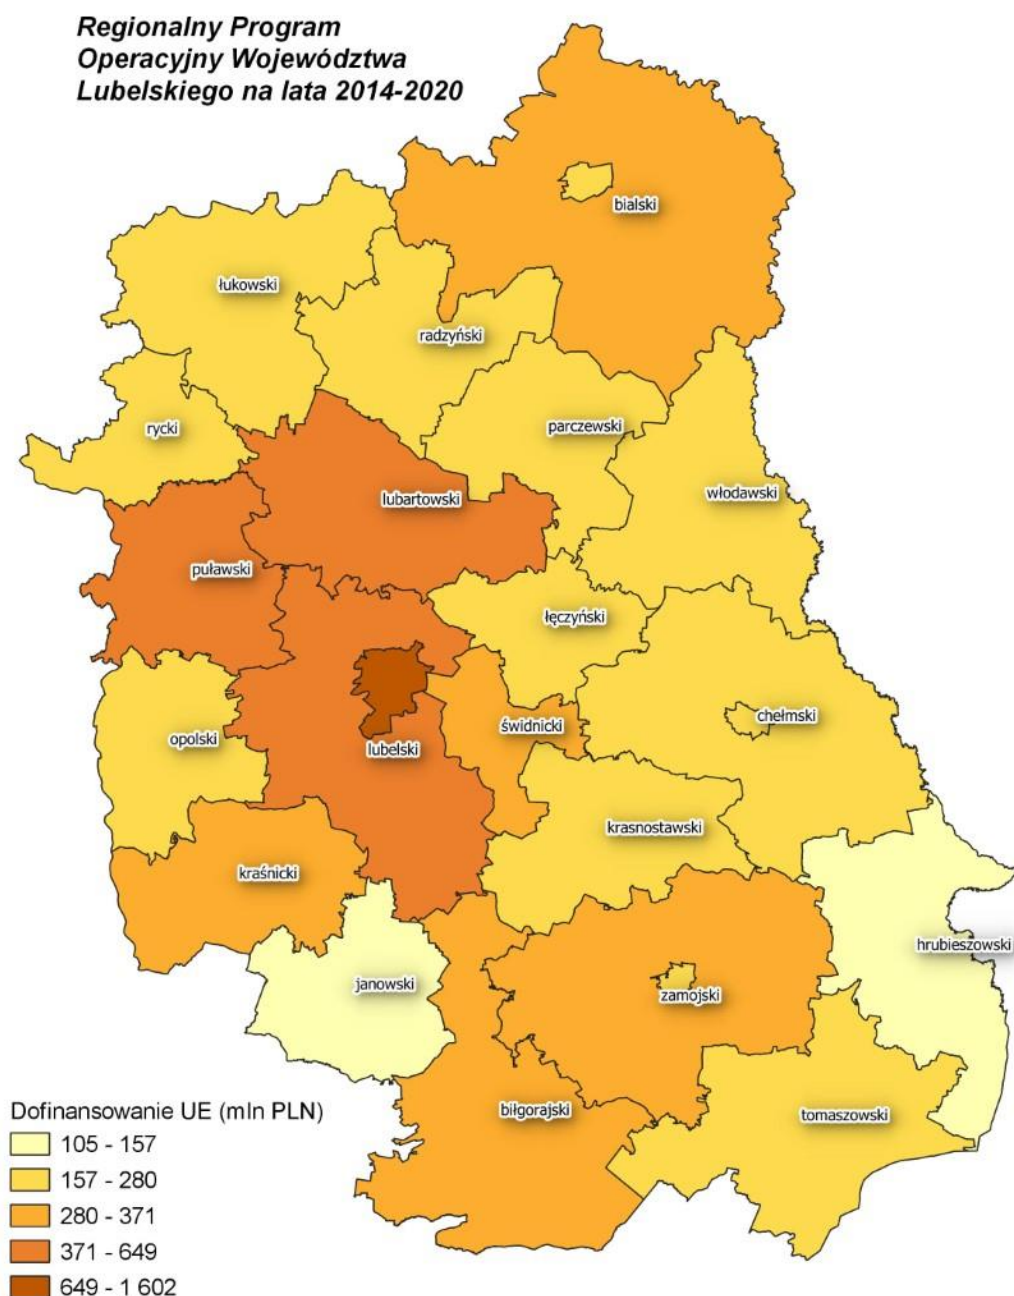 Regionalny Program
Operacyjny Województwa
Lubelskiego na lata 2014-2020
bialski
łukowski
radzyński
rycki
parczewski
włodawski
lubartowski
puławski
łęczyński
chełmski
świdnicki
opolski
lubelski
krasnostawski
kraśnicki
hrubieszowski
janowski
zamojski
biłgorajski
tomaszowski
Dofinansowanie UE (mln PLN)
105 - 157
157 - 280
280 - 371
371 - 649
649 - 1 602